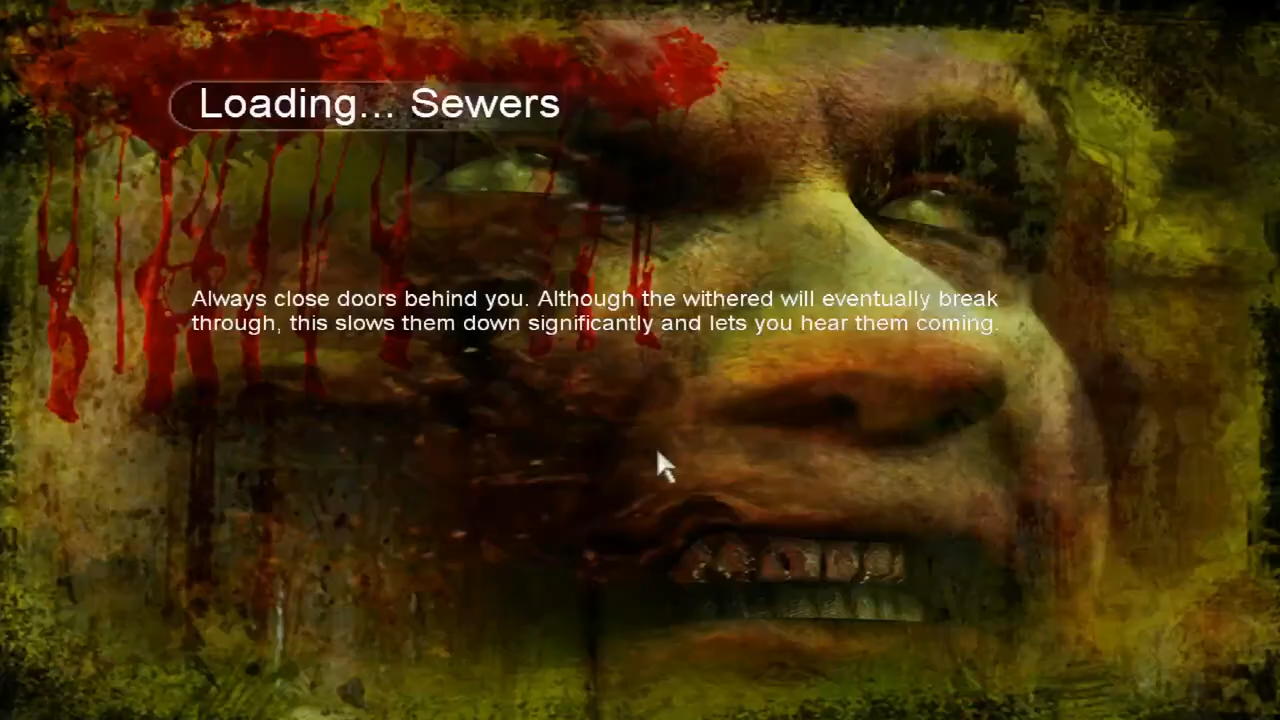 Loading... Sewers
Always close doors behind you. Although the withered will eventually break
through, this slows them down significantly and lets you hear them coming.